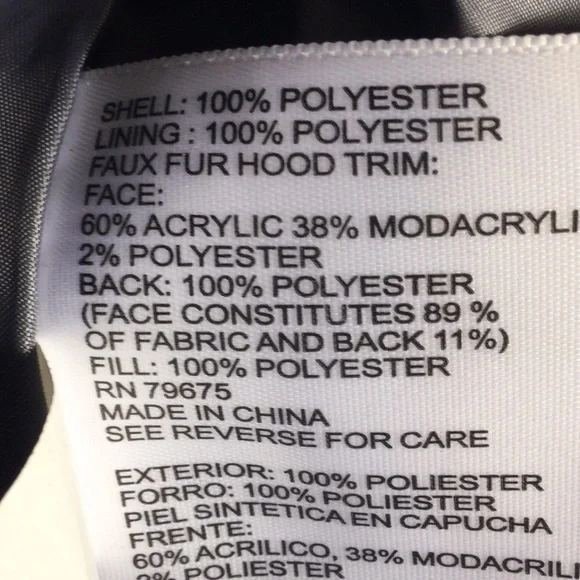 SHELL: 100% POLYESTER
LINING : 100% POLYESTER
FAUX FUR HOOD TRIM:
FACE:
60% ACRYLIC 38% MODACRYLI
2% POLYESTER
BACK: 100% POLYESTER
(FACE CONSTITUTES 89 %
OF FABRIC AND BACK 11%)
FILL: 100% POLYESTER
RN 79675
MADE IN CHINA
SEE REVERSE FOR CARE
EXTERIOR: 100% POLIESTER
FORRO: 100% POLIESTER
PIEL SINTETICA EN CAPUCHA
FRENTE:
60% ACRILICO, 38% MODACRILI
2% POLIESTER